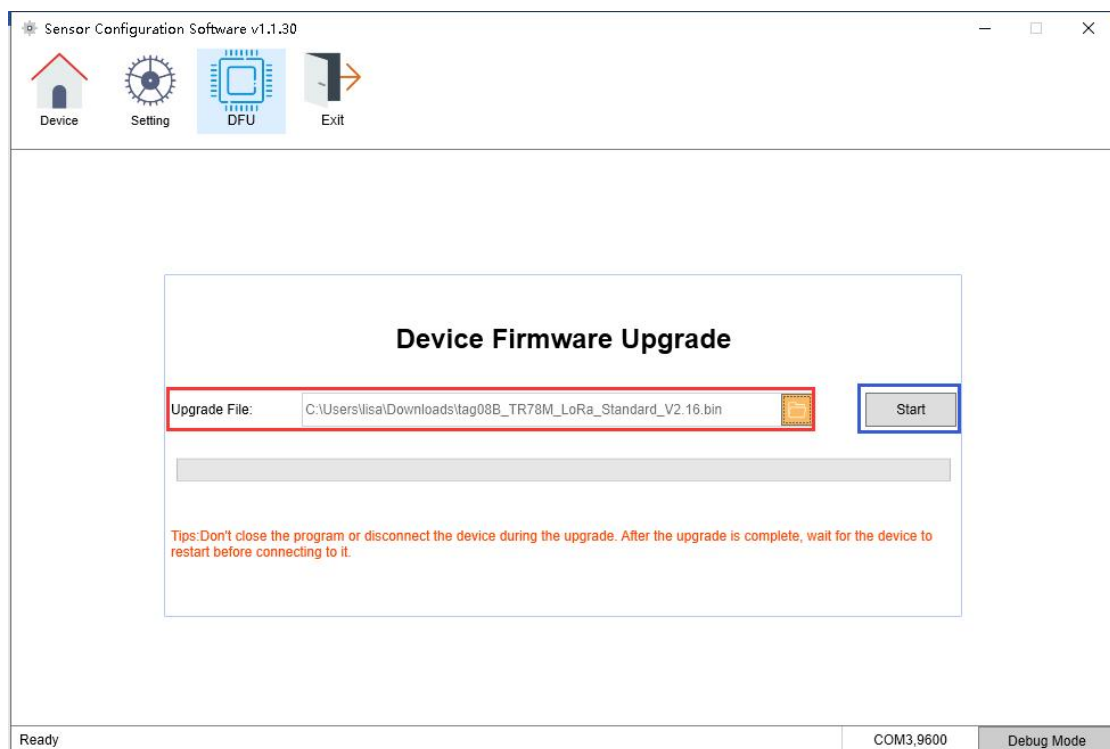 Sensor Configuration Software v1.1.30
Device Setting DFU Exit
Device Firmware Upgrade
Upgrade File: C:\Users\lisa\Downloads\tag08B_TR78M_LoRa_Standard_V2.16.bin Start
Tips:Don't close the program or disconnect the device during the upgrade. After the upgrade is complete, wait for the device to
restart before connecting to it.
Ready COM3,9600 Debug Mode